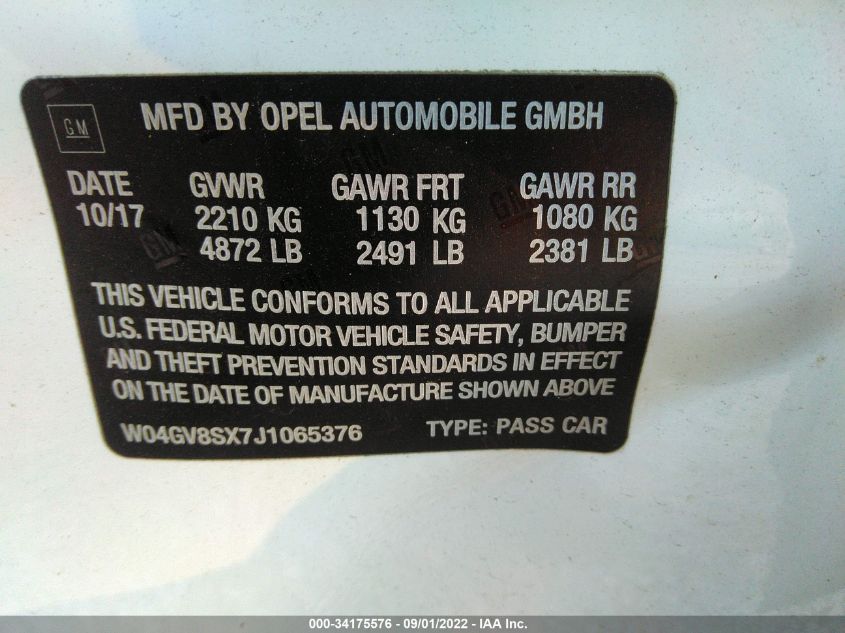 GM
MFD BY OPEL AUTOMOBILE GMBH
DATE GVWR GAWR FRT GAWR RR
10/17 2210 KG 1130 KG 1080 KG
4872 LB 2491 LB 2381 LB
THIS VEHICLE CONFORMS TO ALL APPLICABLE
U.S. FEDERAL MOTOR VEHICLE SAFETY, BUMPER
AND THEFT PREVENTION STANDARDS IN EFFECT
ON THE DATE OF MANUFACTURE SHOWN ABOVE
W04GV8SX7J1065376 TYPE: PASS CAR
000-34175576 - 09/01/2022 - IAA Inc.